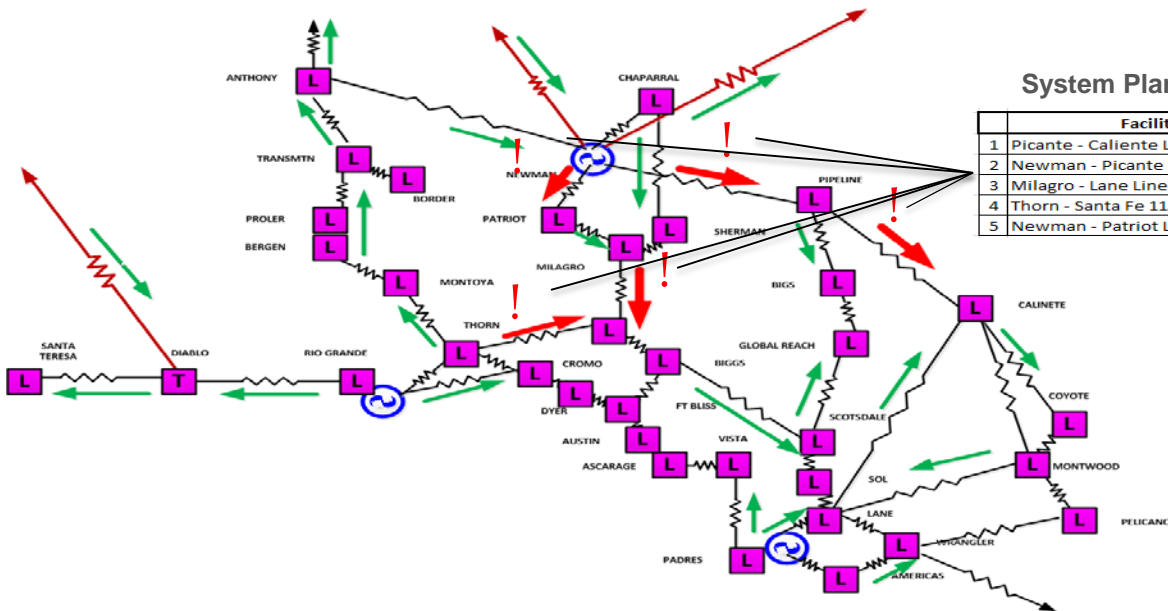 ANTHONY
L
CHAPARRAL
L
System Plan
Facilit
1 Picante - Caliente L
2 Newman - Picante
3 Milagro - Lane Line
4 Thorn - Santa Fe 11
5 Newman - Patriot L
TRANSMTN
L
!
!
NEWMAN
L
BORDER
PIPELINE
L
PROLER
L
PATRIOT
L
L
SHERMAN
!
BERGEN
L
MILAGRO
L
L
MONTOYA
!
L
BIGS
L
CALINETE
!
THORN
L
SANTA
TERESA
DIABLO
RIO GRANDE
L
CROMO
L
BIGGS
GLOBAL REACH
L
L
T
L
L
DYER
L
L
FT BLISS
SCOTSDALE
COYOTE
L
AUSTIN
L
VISTA
L
ASCARAGE
L
L
SOL
L
L
MONTWOOD
LANE
L
L
PELICANO
PADRES
L
L
WRANGLER
L
AMERICAS